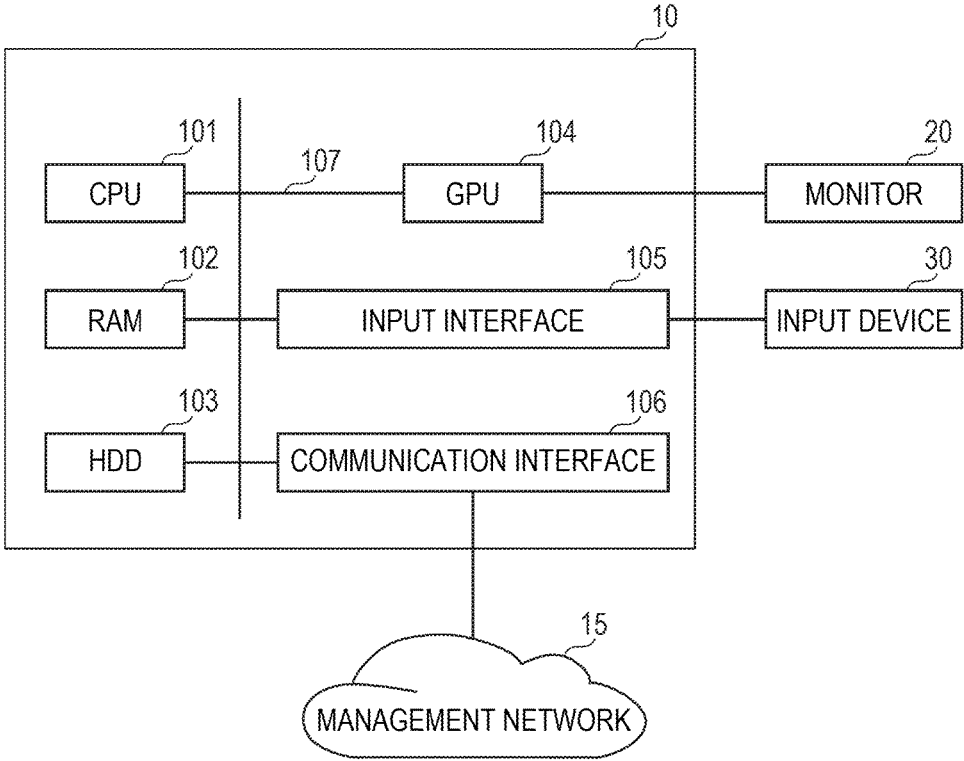 10
101
104
20
107
CPU
GPU
MONITOR
102
105
30
RAM
INPUT INTERFACE
INPUT DEVICE
103
106
HDD
COMMUNICATION INTERFACE
15
MANAGEMENT NETWORK